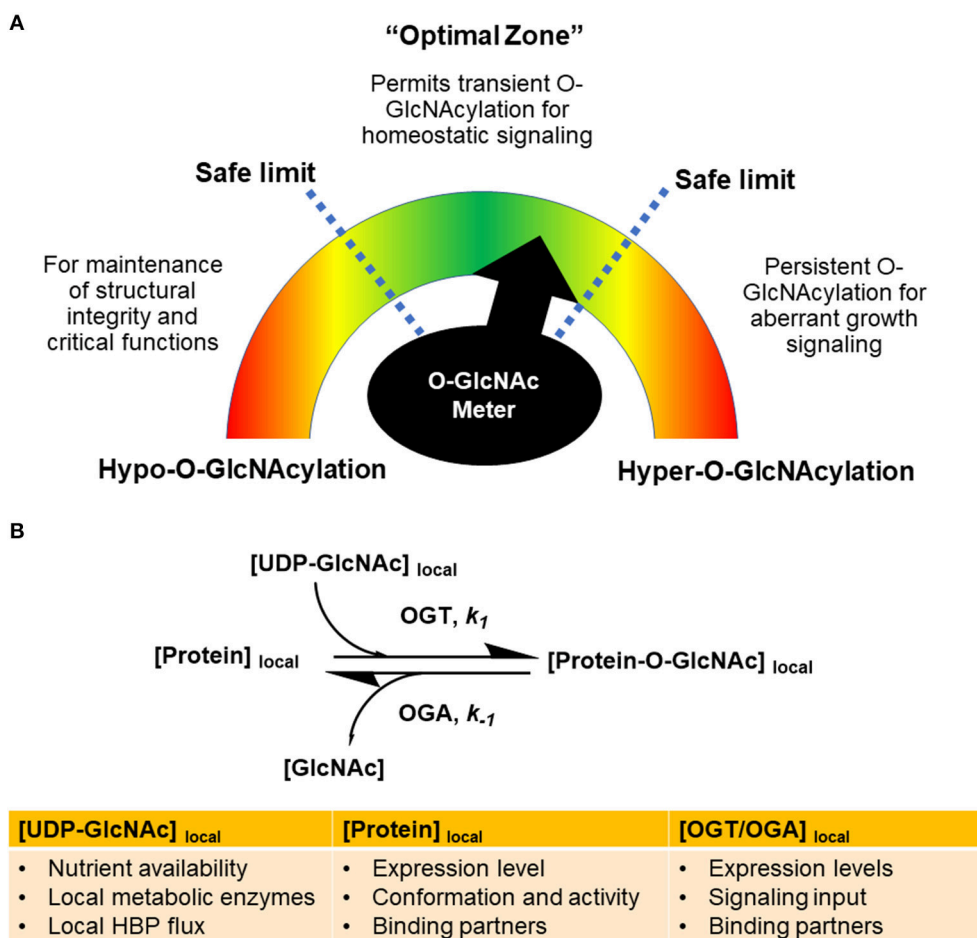 A
“Optimal Zone”
Permits transient O-
GlcNAcylation for
homeostatic signaling
Safe limit
Safe limit
For maintenance
of structural
integrity and
critical functions
Persistent O-
GlcNAcylation for
aberrant growth
signaling
O-GlcNAc
Meter
Hypo-O-GlcNAcylation
Hyper-O-GlcNAcylation
B
[UDP-GlcNAc] local
OGT, k1
[Protein] local
[Protein-O-GlcNAc] local
OGA, k-1
[GlcNAc]
[UDP-GlcNAc] local
[Protein] local
[OGT/OGA] local
• Nutrient availability
• Expression level
• Expression levels
• Local metabolic enzymes
• Conformation and activity
• Signaling input
• Local HBP flux
• Binding partners
• Binding partners